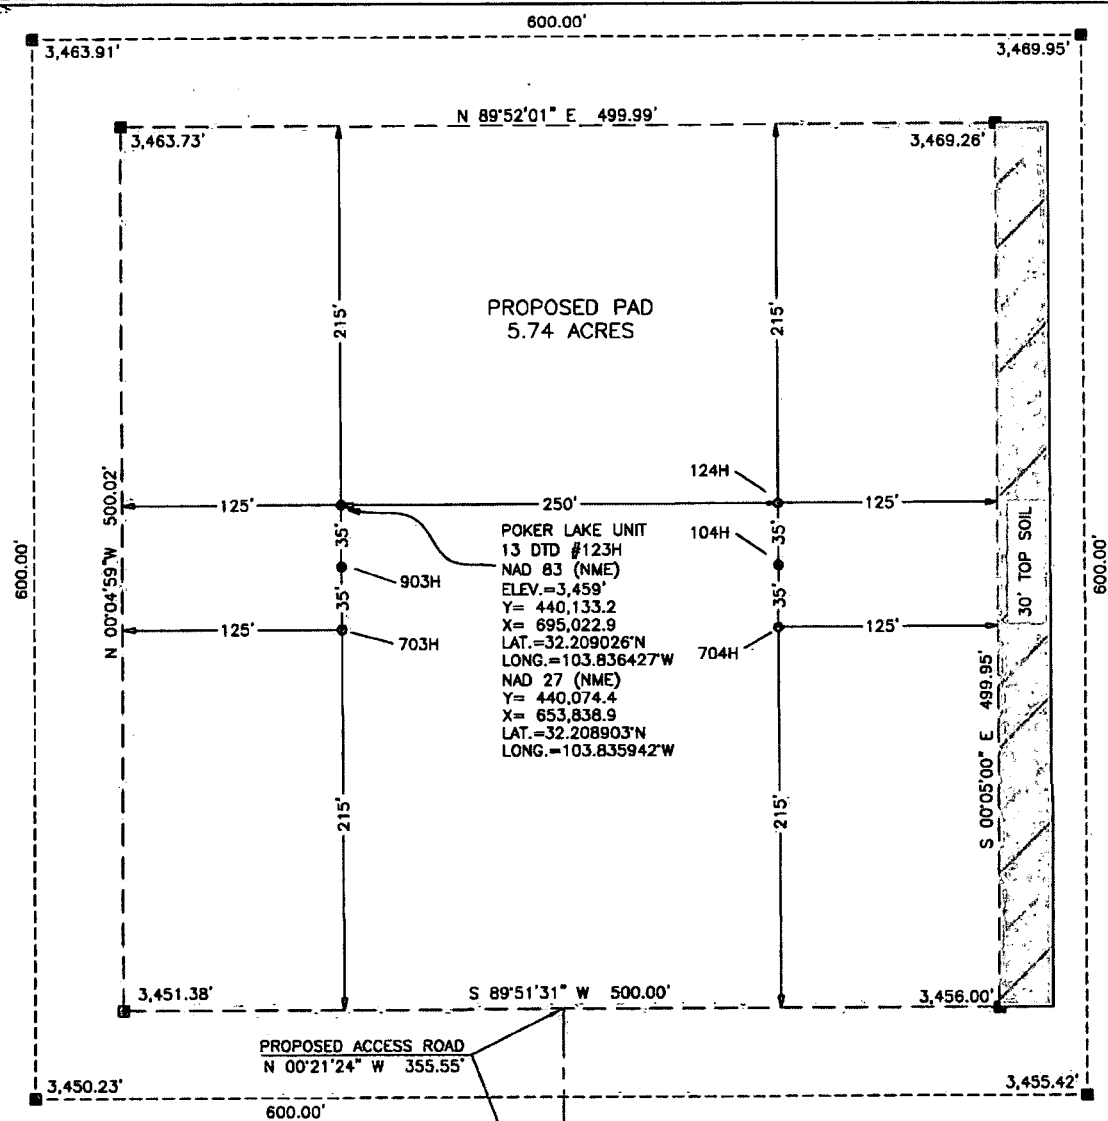 600.00'
3,463.91'
3,469.95'
N 89°52'01" E 499.99'
3,463.73'
3,469.26'
PROPOSED PAD
5.74 ACRES
215'
215'
124H
125'
250'
125'
N 00°04'59" W 500.02'
600.00'
600.00'
35'
35'
104H
903H
35'
35'
125'
703H
704H
125'
POKER LAKE UNIT
13 DTD #123H
NAD 83 (NME)
ELEV.=3,459'
Y= 440,133.2
X= 695,022.9
LAT.=32.209026°N
LONG.=103.836427°W
NAD 27 (NME)
Y= 440,074.4
X= 653,838.9
LAT.=32.208903°N
LONG.=103.835942°W
30' TOP SOIL
S 00°05'00" E 499.95'
215'
215'
3,451.38'
S 89°51'31" W 500.00'
3,456.00'
PROPOSED ACCESS ROAD
N 00°21'24" W 355.55'
3,450.23'
3,455.42'
600.00'